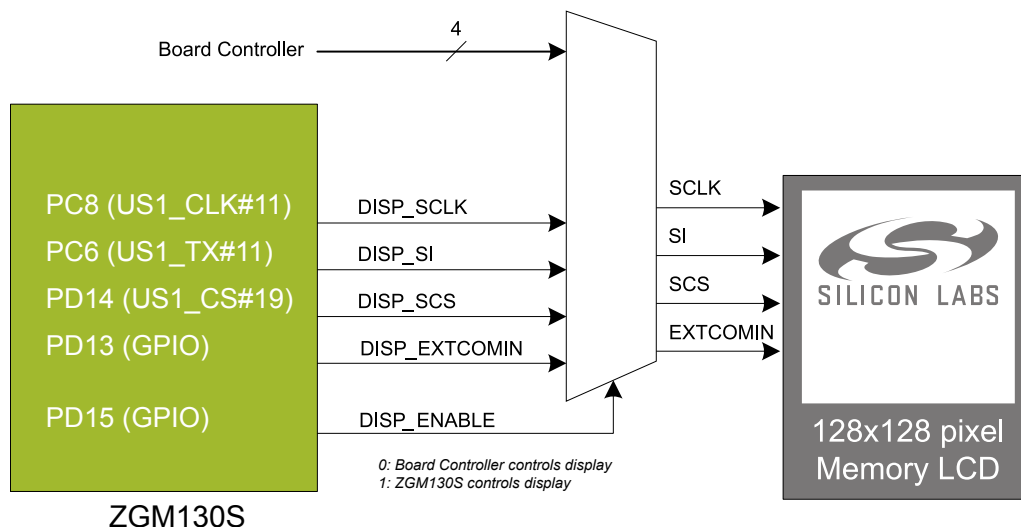 4
Board Controller
PC8 (US1_CLK#11)
DISP_SCLK
SCLK
PC6 (US1_TX#11)
DISP_SI
SI
PD14 (US1_CS#19)
DISP_SCS
SCS
SILICON LABS
PD13 (GPIO)
DISP_EXTCOMIN
EXTCOMIN
PD15 (GPIO)
DISP_ENABLE
128x128 pixel
Memory LCD
0: Board Controller controls display
1: ZGM130S controls display
ZGM130S